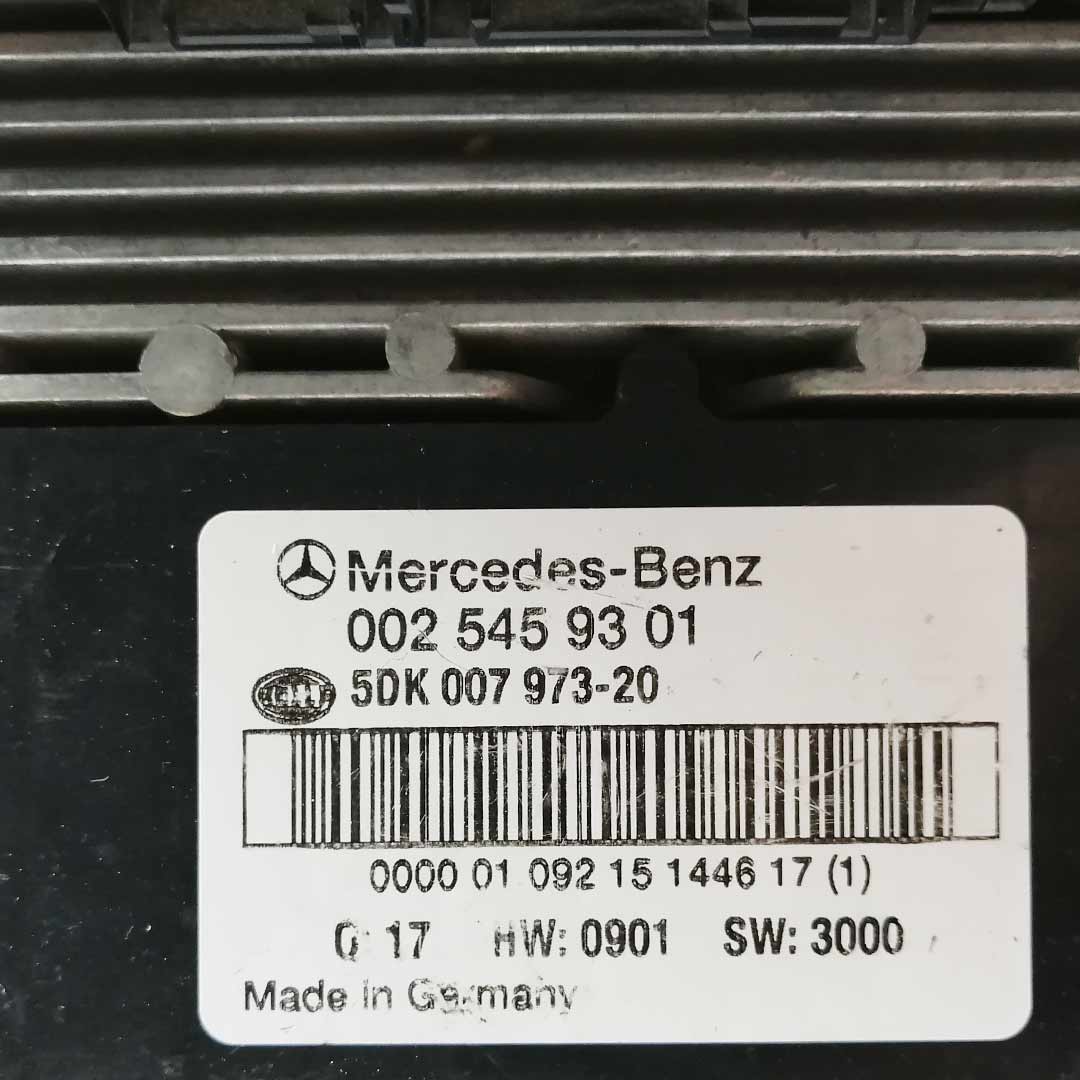 Mercedes-Benz
002 545 93 01
HELLA 5DK 007 973-20
0000 01 092 15 1446 17 (1)
Q 17 HW: 0901 SW: 3000
Made in Germany